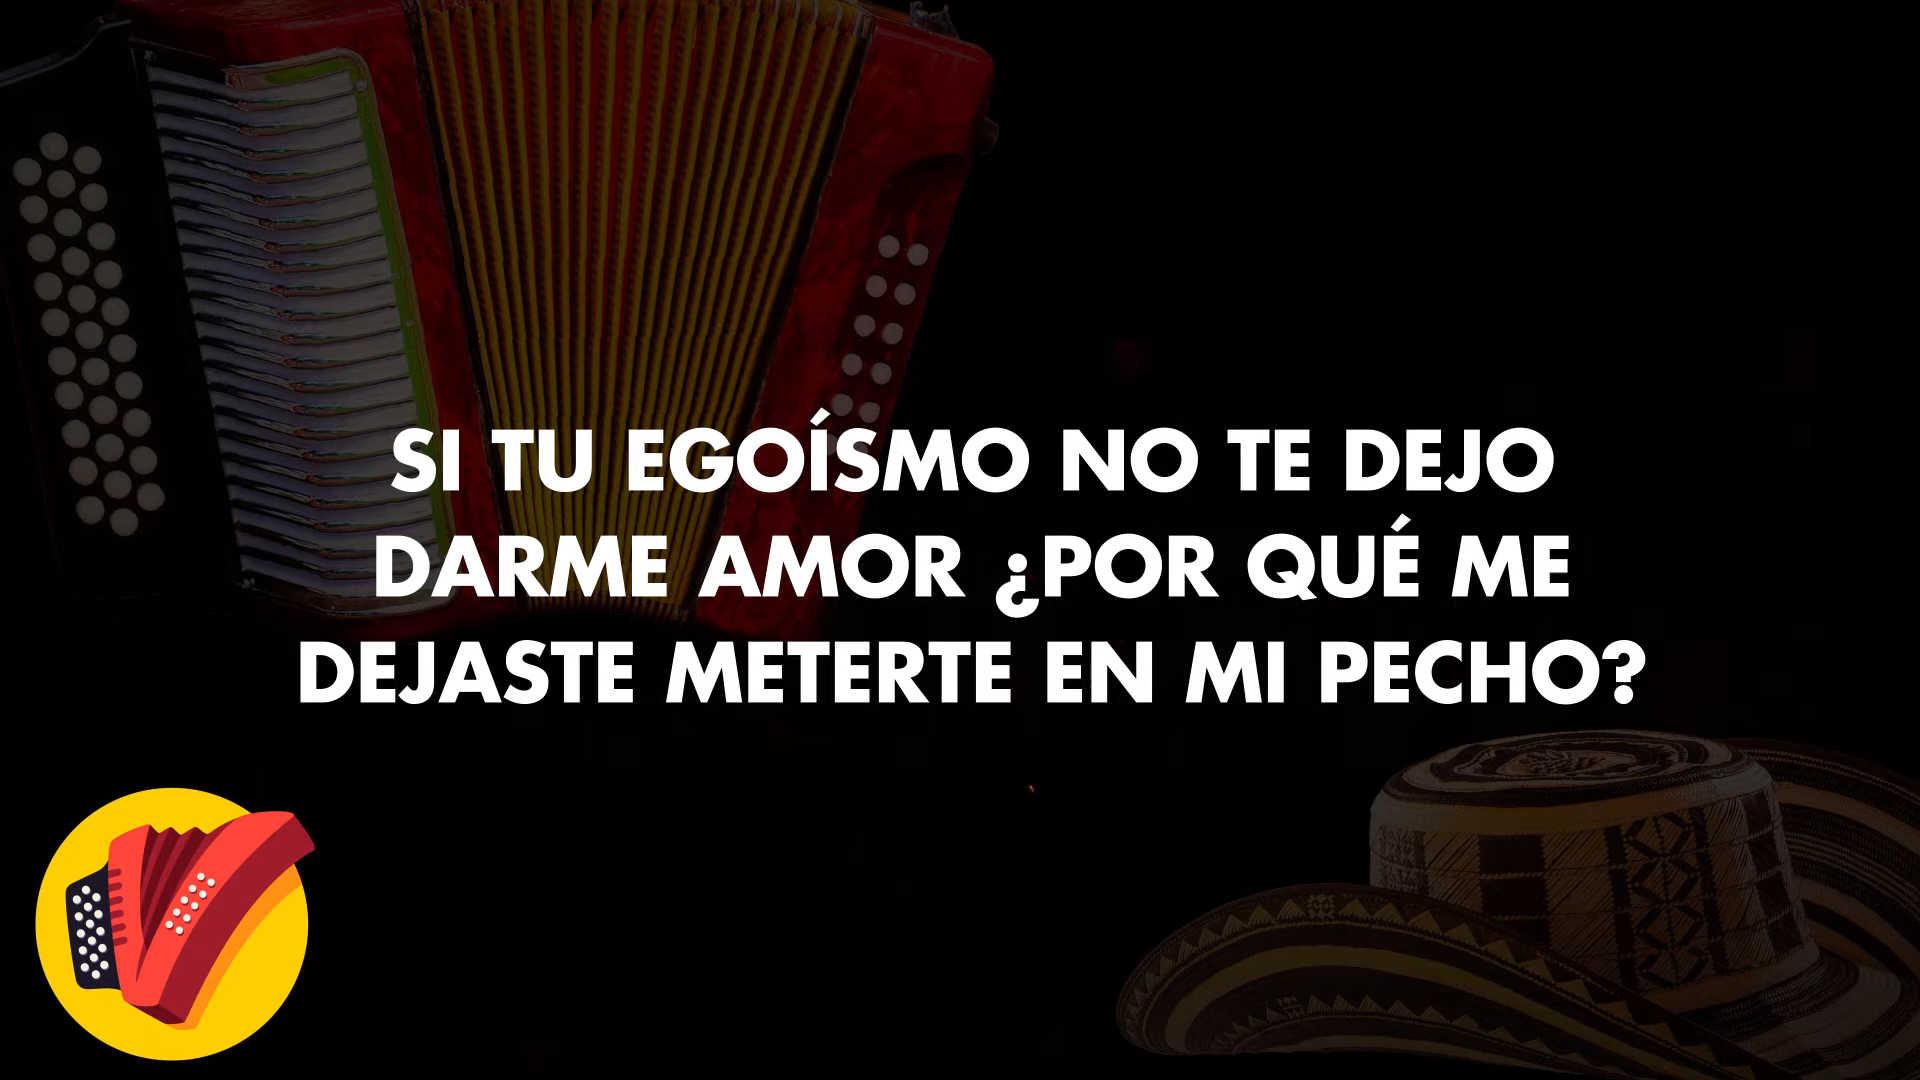 SI TU EGOÍSMO NO TE DEJO
DARME AMOR ¿POR QUÉ ME
DEJASTE METERTE EN MI PECHO?